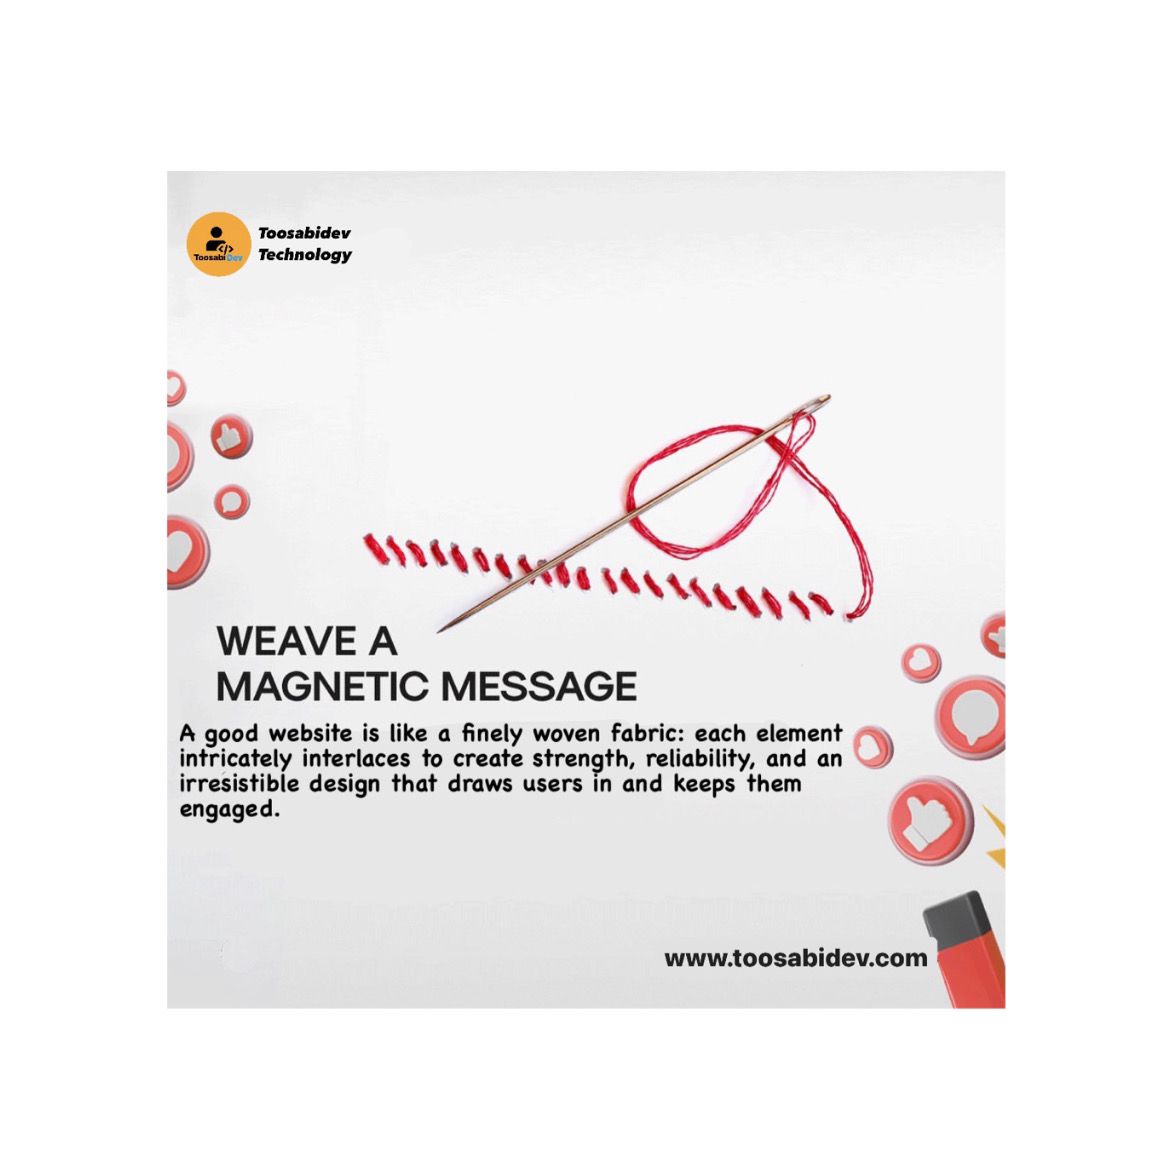 Toosabidev
Technology
ToosabiDev
WEAVE A
MAGNETIC MESSAGE
A good website is like a finely woven fabric: each element
intricately interlaces to create strength, reliability, and an
irresistible design that draws users in and keeps them
engaged.
www.toosabidev.com